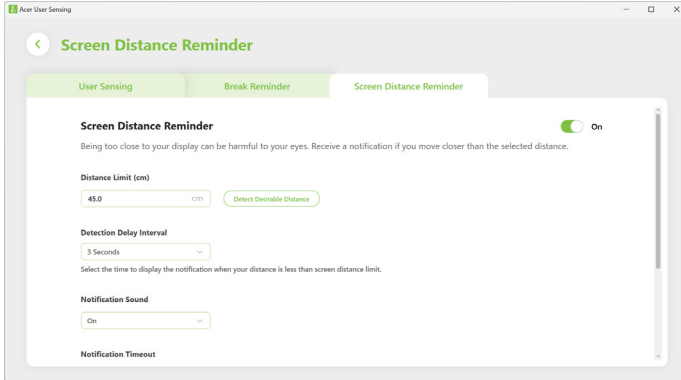 Acer User Sensing
Screen Distance Reminder
User Sensing
Break Reminder
Screen Distance Reminder
Screen Distance Reminder
On
Being too close to your display can be harmful to your eyes. Receive a notification if you move closer than the selected distance.
Distance Limit (cm)
45.0 cm
Detect Desirable Distance
Detection Delay Interval
3 Seconds
Select the time to display the notification when your distance is less than screen distance limit.
Notification Sound
On
Notification Timeout